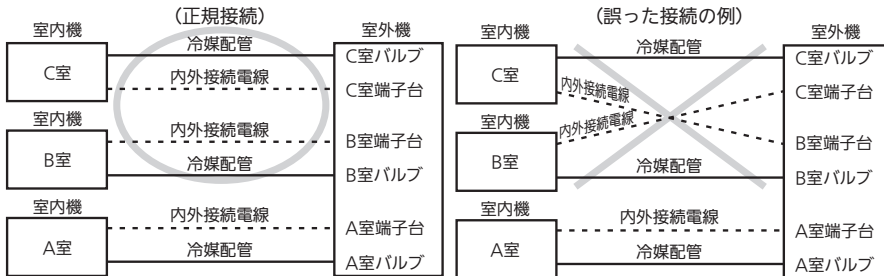 （正規接続）
室内機
室外機
冷媒配管
C室バルブ
C室
内外接続電線
C室端子台
室内機
内外接続電線
B室端子台
B室
冷媒配管
B室バルブ
室内機
内外接続電線
A室端子台
A室
冷媒配管
A室バルブ
（誤った接続の例）
室内機
室外機
冷媒配管
C室バルブ
C室
内外接続電線
C室端子台
室内機
内外接続電線
B室端子台
B室
冷媒配管
B室バルブ
室内機
内外接続電線
A室端子台
A室
冷媒配管
A室バルブ